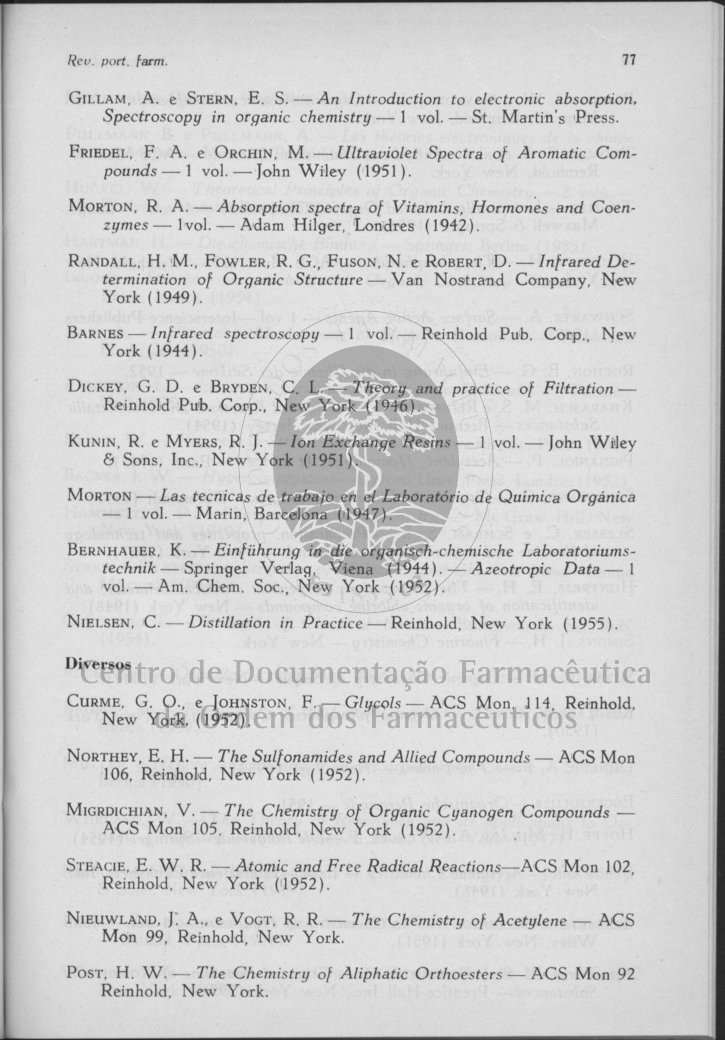 Rev. port. farm. 77
GILLAM, A. e STERN, E. S. — An Introduction to electronic absorption,
Spectroscopy in organic chemistry — 1 vol. — St. Martin's Press.
FRIEDEL, F. A. e ORCHIN, M. — Ultraviolet Spectra of Aromatic Com-
pounds — 1 vol. — John Wiley (1951).
MORTON, R. A. — Absorption spectra of Vitamins, Hormones and Coen-
zymes — 1vol. — Adam Hilger, Londres (1942).
RANDALL, H. M., FOWLER, R. G., FUSON, N. e ROBERT, D. — Infrared De-
termination of Organic Structure — Van Nostrand Company, New
York (1949).
BARNES — Infrared spectroscopy — 1 vol. — Reinhold Pub. Corp., New
York (1944).
DICKEY, G. D. e BRYDEN, C. L. — Theory and practice of Filtration —
Reinhold Pub. Corp., New York (1946).
KUNIN, R. e MYERS, R. J. — Ion Exchange Resins — 1 vol. — John Wiley
& Sons, Inc., New York (1951).
MORTON — Las tecnicas de trabajo en el Laboratório de Química Orgánica
— 1 vol. — Marin, Barcelona (1947).
BERNHAUER, K. — Einführung in die organisch-chemische Laboratoriums-
technik — Springer Verlag, Viena (1944). — Azeotropic Data — 1
vol. — Am. Chem. Soc., New York (1952).
NIELSEN, C. — Distillation in Practice — Reinhold, New York (1955).
Diversos
Centro de Documentação Farmacêutica
CURME, G. O., e JOHNSTON, F. — Glycols — ACS Mon. 114, Reinhold,
New York, (1952).
da Ordem dos Farmacêuticos
NORTHEY, E. H. — The Sulfonamides and Allied Compounds — ACS Mon
106, Reinhold, New York (1952).
MIGRDICHIAN, V. — The Chemistry of Organic Cyanogen Compounds —
ACS Mon 105, Reinhold, New York (1952).
STEACIE, E. W. R. — Atomic and Free Radical Reactions—ACS Mon 102,
Reinhold, New York (1952).
NIEUWLAND, J. A., e VOGT, R. R. — The Chemistry of Acetylene — ACS
Mon 99, Reinhold, New York.
POST, H. W. — The Chemistry of Aliphatic Orthoesters — ACS Mon 92
Reinhold, New York.